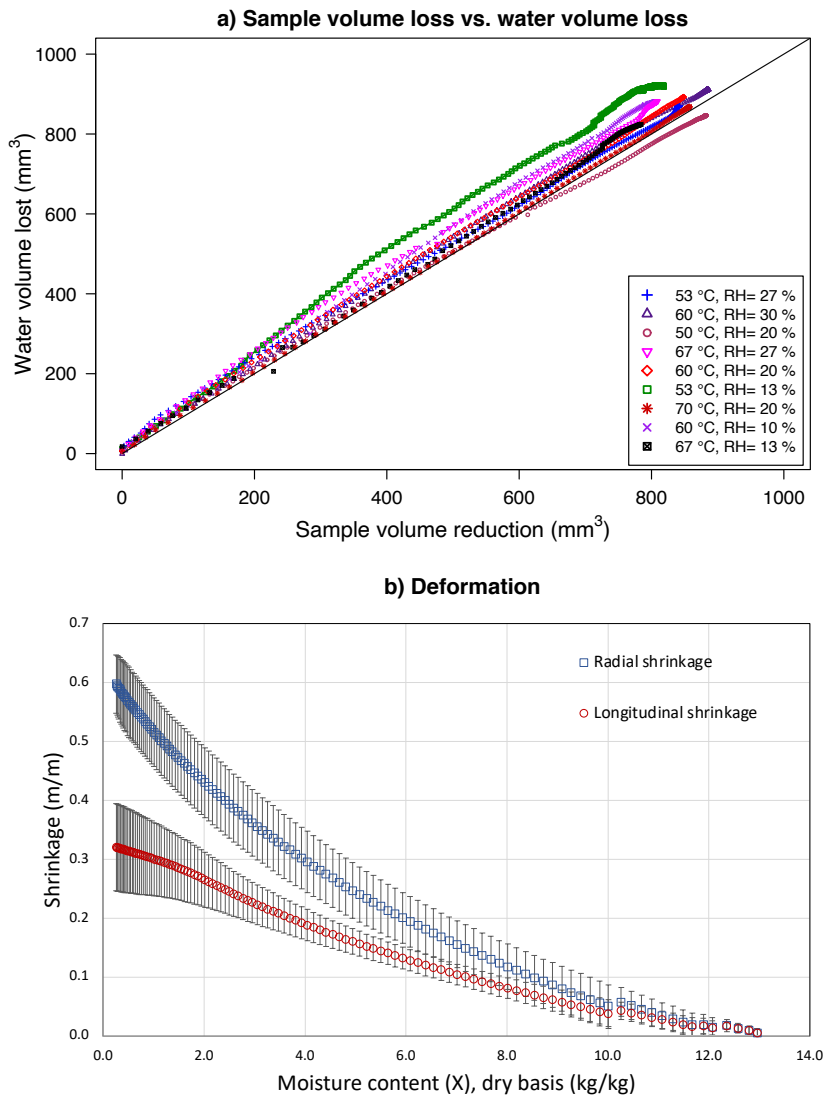 a) Sample volume loss vs. water volume loss
1000
800
600
400
200
0
Water volume lost (mm³)
53 °C, RH= 27 %
60 °C, RH= 30 %
50 °C, RH= 20 %
67 °C, RH= 27 %
60 °C, RH= 20 %
53 °C, RH= 13 %
70 °C, RH= 20 %
60 °C, RH= 10 %
67 °C, RH= 13 %
0 200 400 600 800 1000
Sample volume reduction (mm³)
b) Deformation
0.7
0.6
0.5
0.4
0.3
0.2
0.1
0.0
Shrinkage (m/m)
Radial shrinkage
Longitudinal shrinkage
0.0 2.0 4.0 6.0 8.0 10.0 12.0 14.0
Moisture content (X), dry basis (kg/kg)